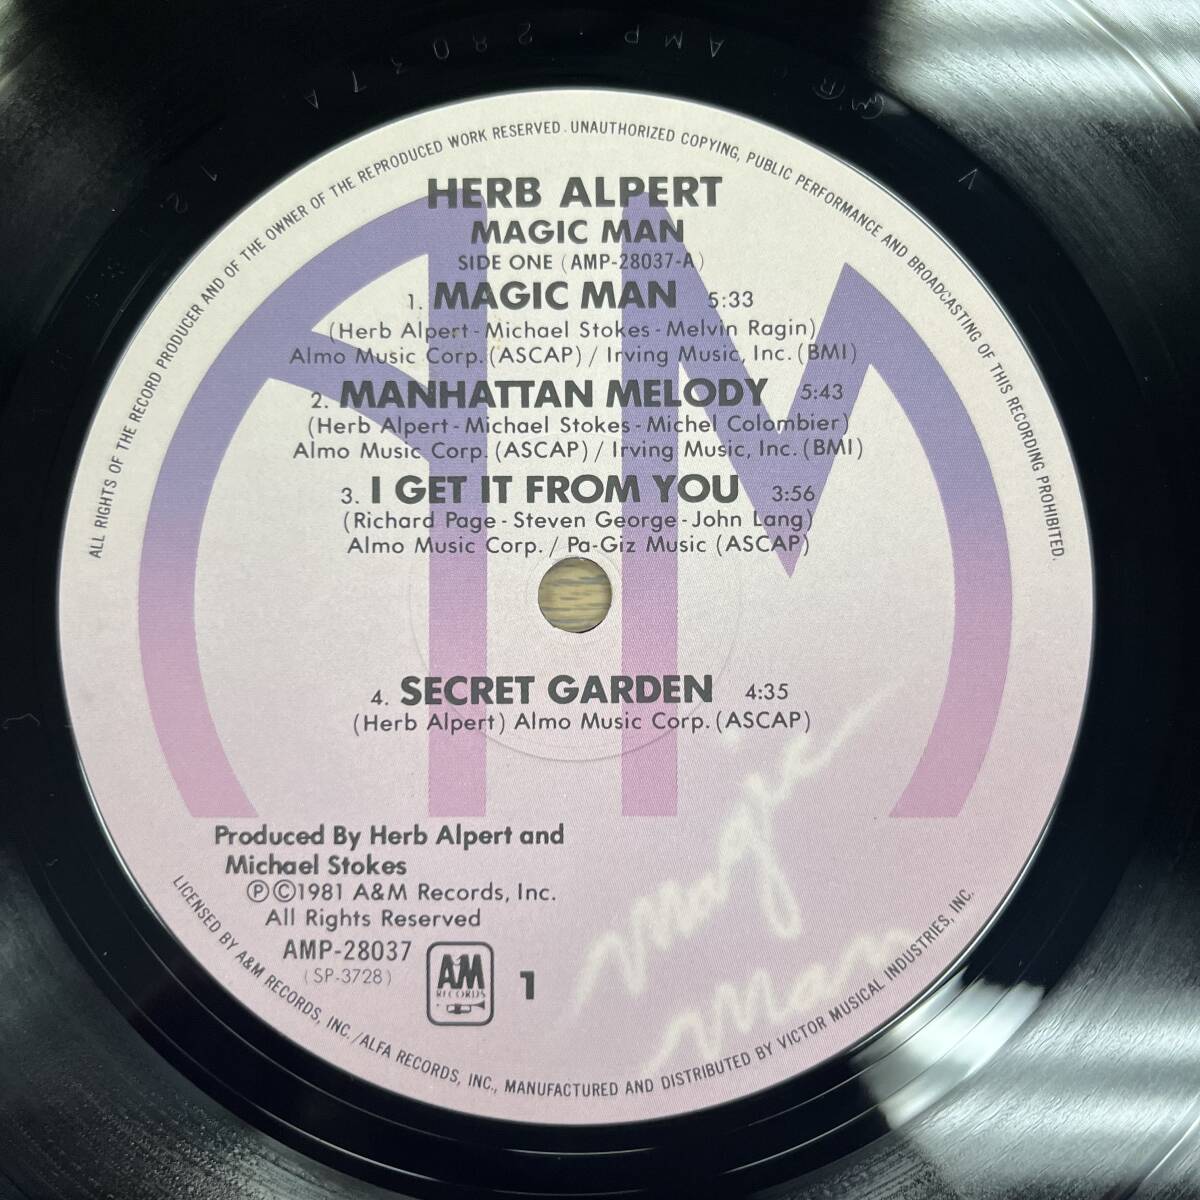 AMP-28037A
ALL RIGHTS OF THE RECORD PRODUCER AND OF THE OWNER OF THE REPRODUCED WORK RESERVED. UNAUTHORIZED COPYING, PUBLIC PERFORMANCE AND BROADCASTING OF THIS RECORDING PROHIBITED.
HERB ALPERT
MAGIC MAN
SIDE ONE (AMP-28037-A)
1. MAGIC MAN 5:33
(Herb Alpert-Michael Stokes-Melvin Ragin)
Almo Music Corp.(ASCAP)/Irving Music, Inc.(BMI)
2. MANHATTAN MELODY 5:43
(Herb Alpert-Michael Stokes-Michel Colombier)
Almo Music Corp.(ASCAP)/Irving Music, Inc.(BMI)
3. I GET IT FROM YOU 3:56
(Richard Page-Steven George-John Lang)
Almo Music Corp./Pa-Giz Music (ASCAP)
4. SECRET GARDEN 4:35
(Herb Alpert) Almo Music Corp.(ASCAP)
Magic
Man
Produced By Herb Alpert and
Michael Stokes
ⓅⒸ1981 A&M Records, Inc.
All Rights Reserved
AMP-28037
(SP-3728)
A&M
RECORDS
1
LICENSED BY A&M RECORDS, INC./ALFA RECORDS, INC., MANUFACTURED AND DISTRIBUTED BY VICTOR MUSICAL INDUSTRIES, INC.